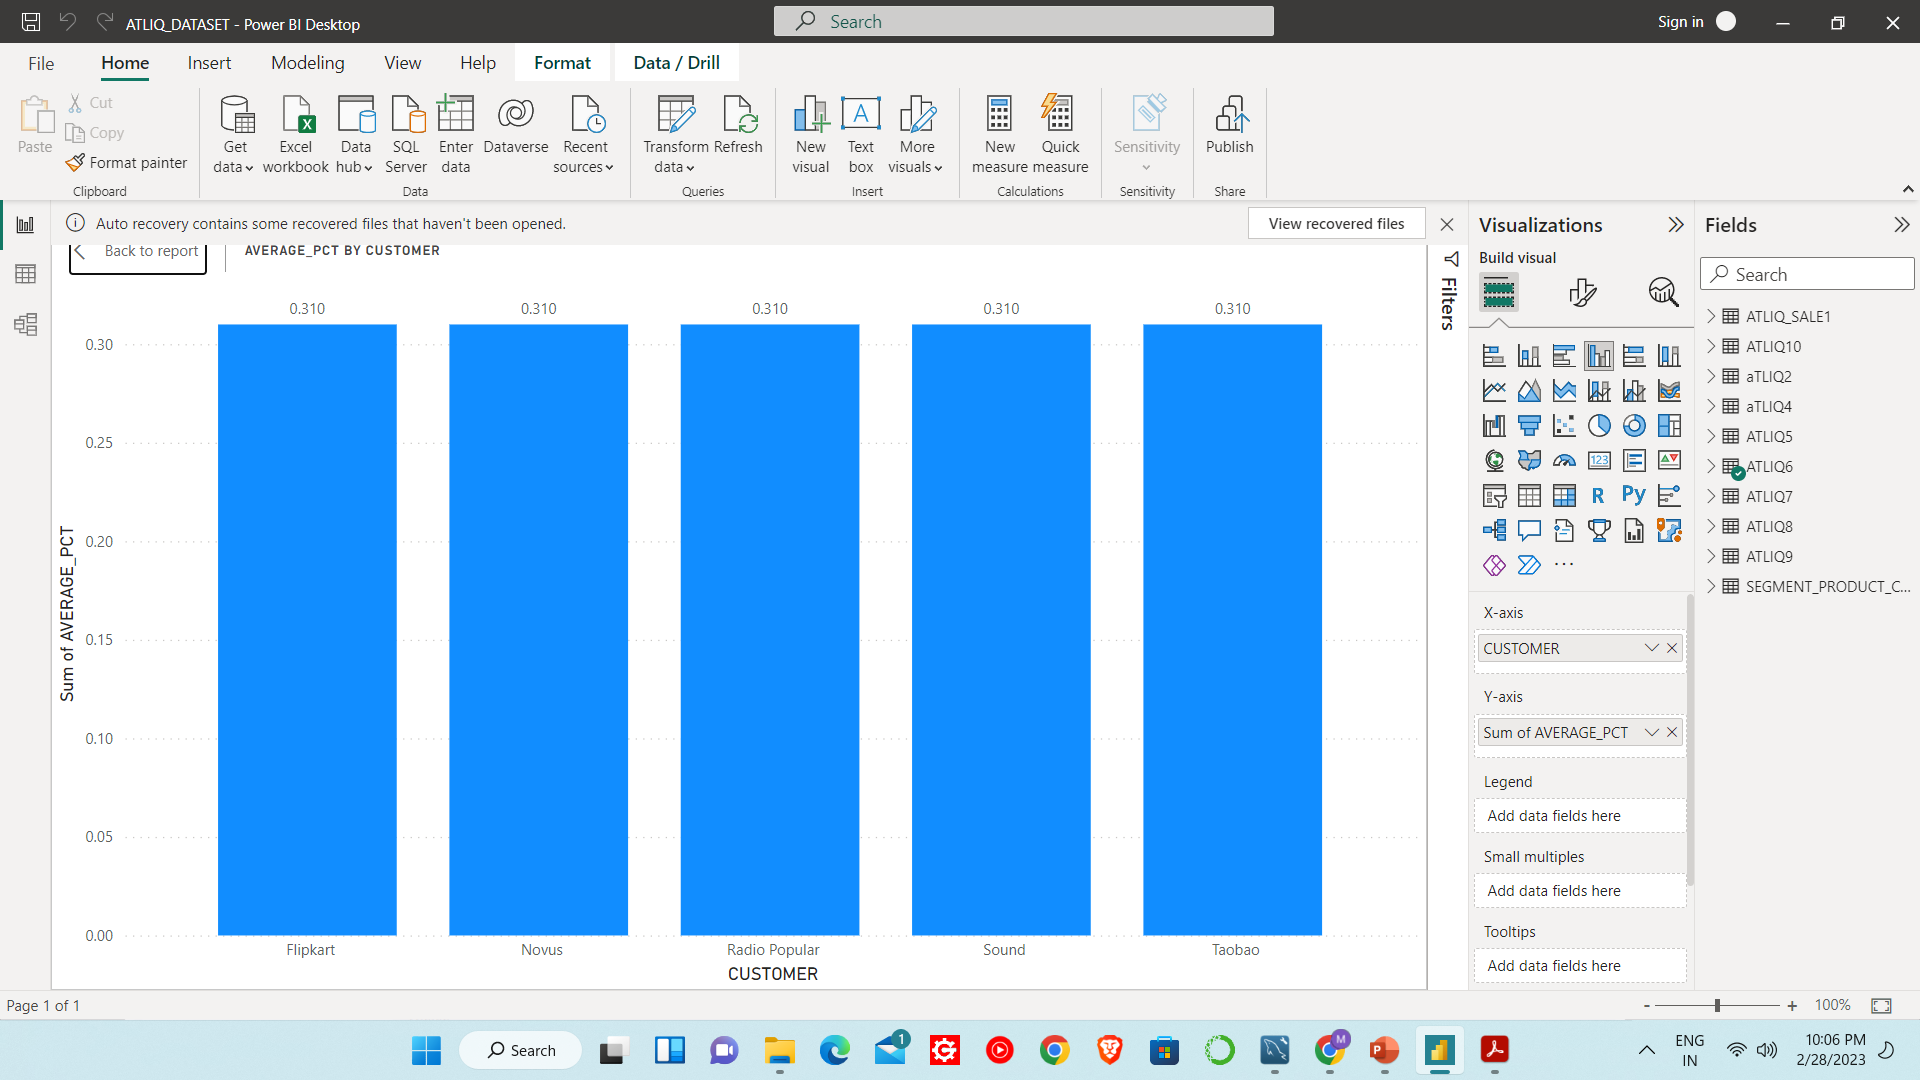 ATLIQ_DATASET - Power BI Desktop
Search
Sign in
File
Home
Insert
Modeling
View
Help
Format
Data / Drill
Paste
Cut
Copy
Format painter
Clipboard
Get data
Excel workbook
Data hub
SQL Server
Enter data
Dataverse
Recent sources
Data
Transform data
Refresh
Queries
New visual
Text box
More visuals
Insert
New measure
Quick measure
Calculations
Sensitivity
Sensitivity
Publish
Share
Auto recovery contains some recovered files that haven't been opened.
View recovered files
Back to report
AVERAGE_PCT BY CUSTOMER
0.310
0.310
0.310
0.310
0.310
0.30
0.25
0.20
0.15
0.10
0.05
0.00
Sum of AVERAGE_PCT
Flipkart
Novus
Radio Popular
Sound
Taobao
CUSTOMER
Filters
Visualizations
Build visual
123
R
Py
X-axis
CUSTOMER
Y-axis
Sum of AVERAGE_PCT
Legend
Add data fields here
Small multiples
Add data fields here
Tooltips
Add data fields here
Fields
Search
ATLIQ_SALE1
ATLIQ10
aTLIQ2
aTLIQ4
ATLIQ5
ATLIQ6
ATLIQ7
ATLIQ8
ATLIQ9
SEGMENT_PRODUCT_C...
Page 1 of 1
- + 100%
Search
1
M
P
ENG
IN
10:06 PM
2/28/2023